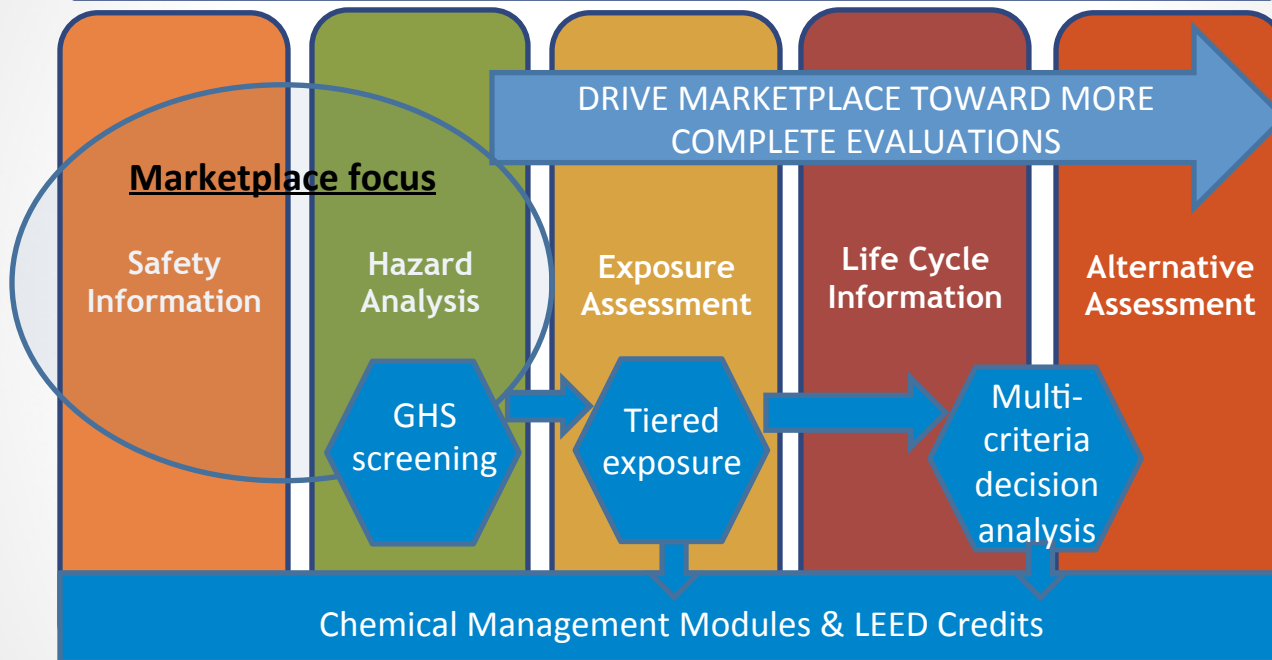 DRIVE MARKETPLACE TOWARD MORE
COMPLETE EVALUATIONS
Marketplace focus
Safety
Information
Hazard
Analysis
Exposure
Assessment
Life Cycle
Information
Alternative
Assessment
GHS
screening
Tiered
exposure
Multi-
criteria
decision
analysis
Chemical Management Modules & LEED Credits